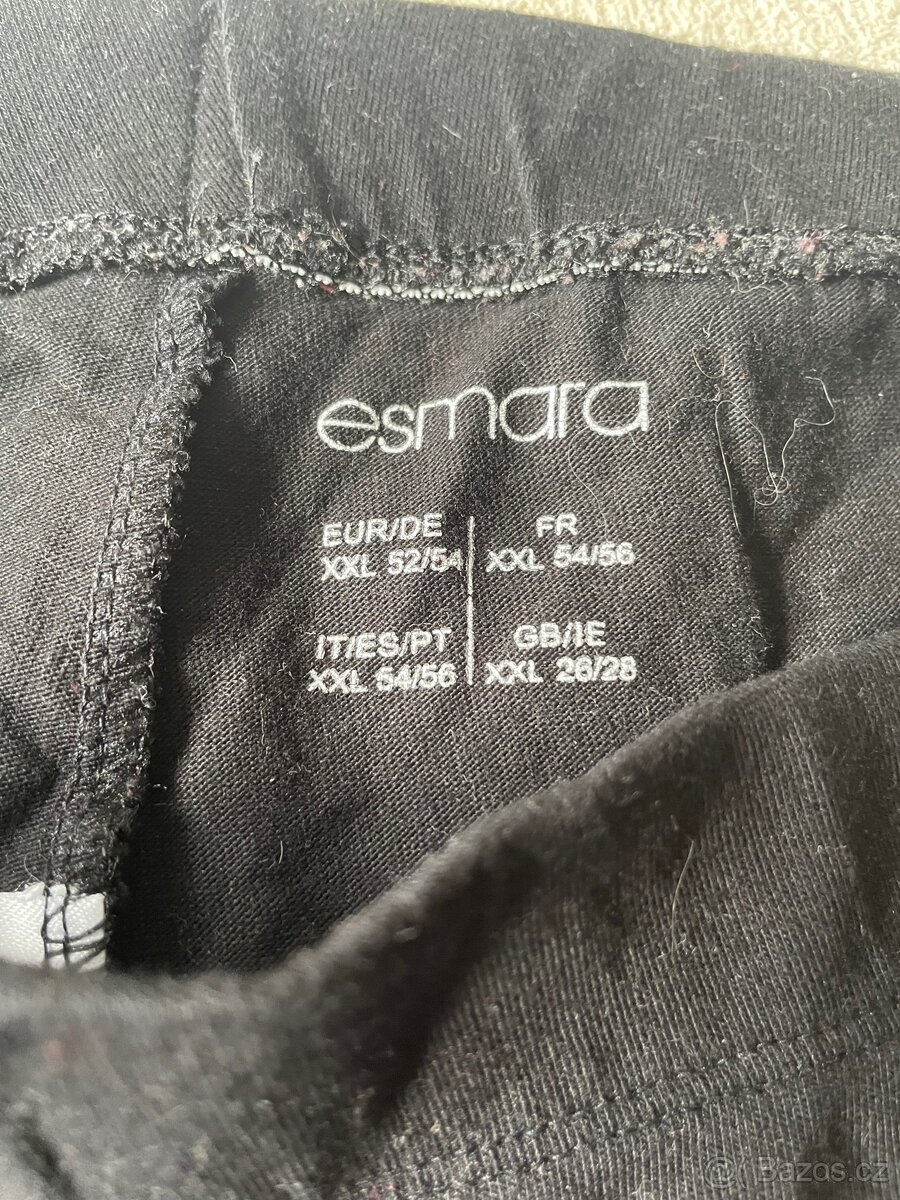 esmara
EUR/DE
XXL 52/54
FR
XXL 54/56
IT/ES/PT
XXL 54/56
GB/IE
XXL 26/28
Bazos.cz